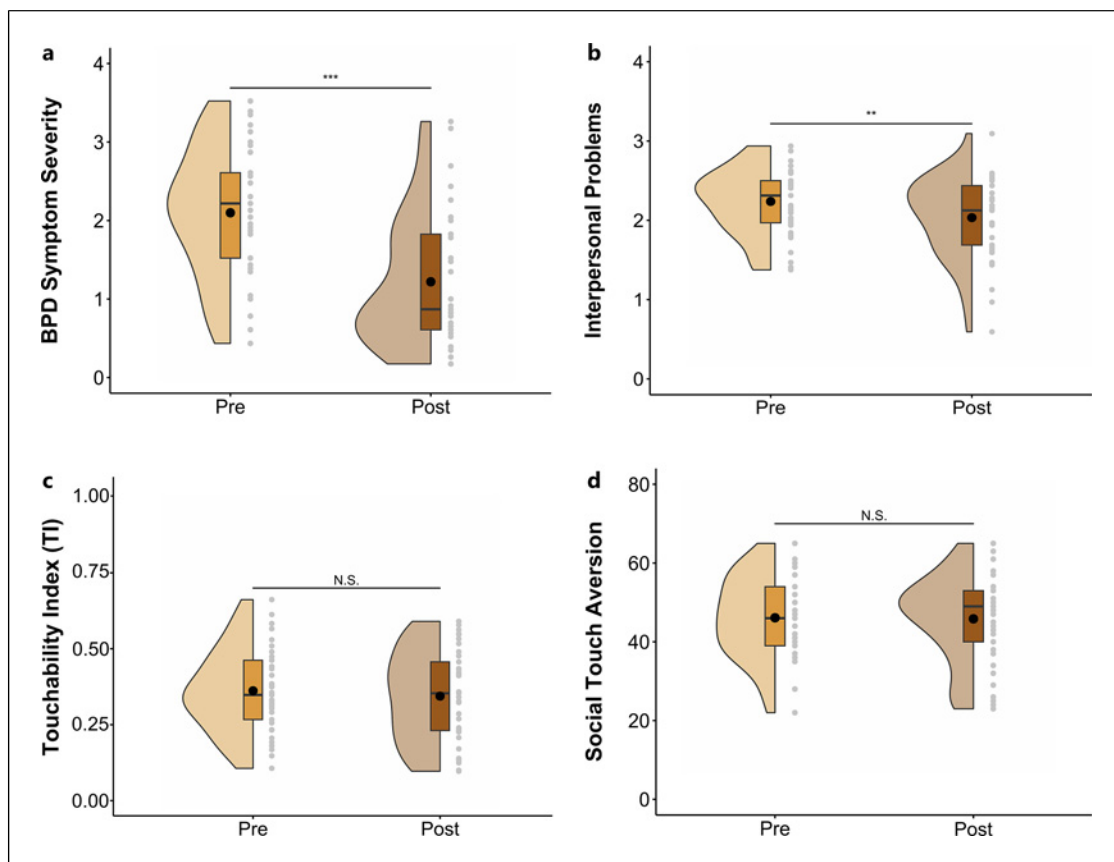 a
BPD Symptom Severity
4
3
2
1
0
***
Pre
Post
b
Interpersonal Problems
4
3
2
1
0
**
Pre
Post
c
Touchability Index (TI)
1.00
0.75
0.50
0.25
0.00
N.S.
Pre
Post
d
Social Touch Aversion
80
60
40
20
0
N.S.
Pre
Post